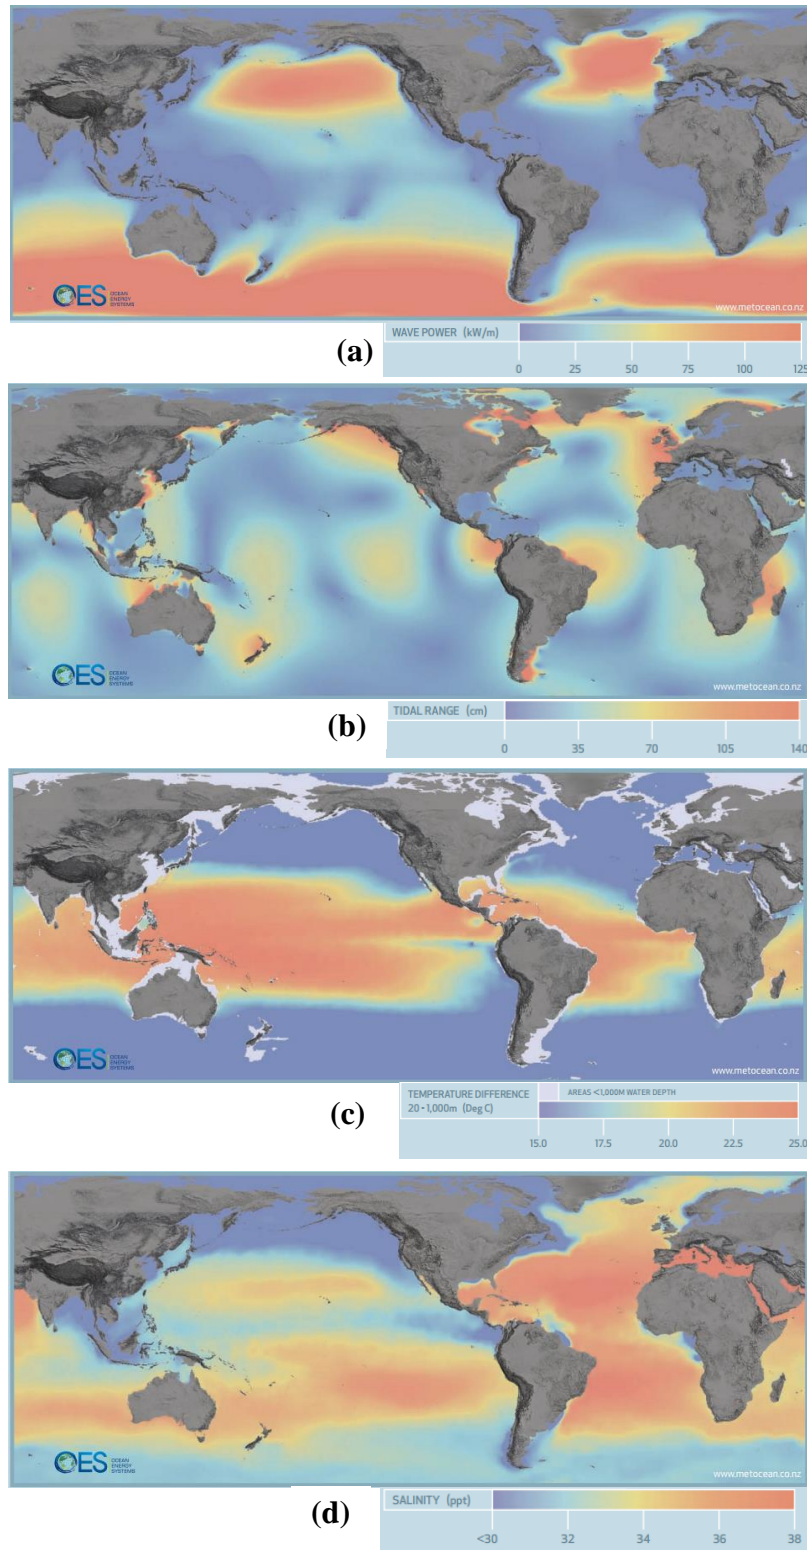 OES OCEAN
ENERGY
SYSTEMS
www.metocean.co.nz
(a)
WAVE POWER (kW/m)
0 25 50 75 100 125
OES OCEAN
ENERGY
SYSTEMS
www.metocean.co.nz
(b)
TIDAL RANGE (cm)
0 35 70 105 140
OES OCEAN
ENERGY
SYSTEMS
www.metocean.co.nz
(c)
TEMPERATURE DIFFERENCE
20 - 1,000m (Deg C)
AREAS <1,000M WATER DEPTH
15.0 17.5 20.0 22.5 25.0
OES OCEAN
ENERGY
SYSTEMS
www.metocean.co.nz
(d)
SALINITY (ppt)
<30 32 34 36 38